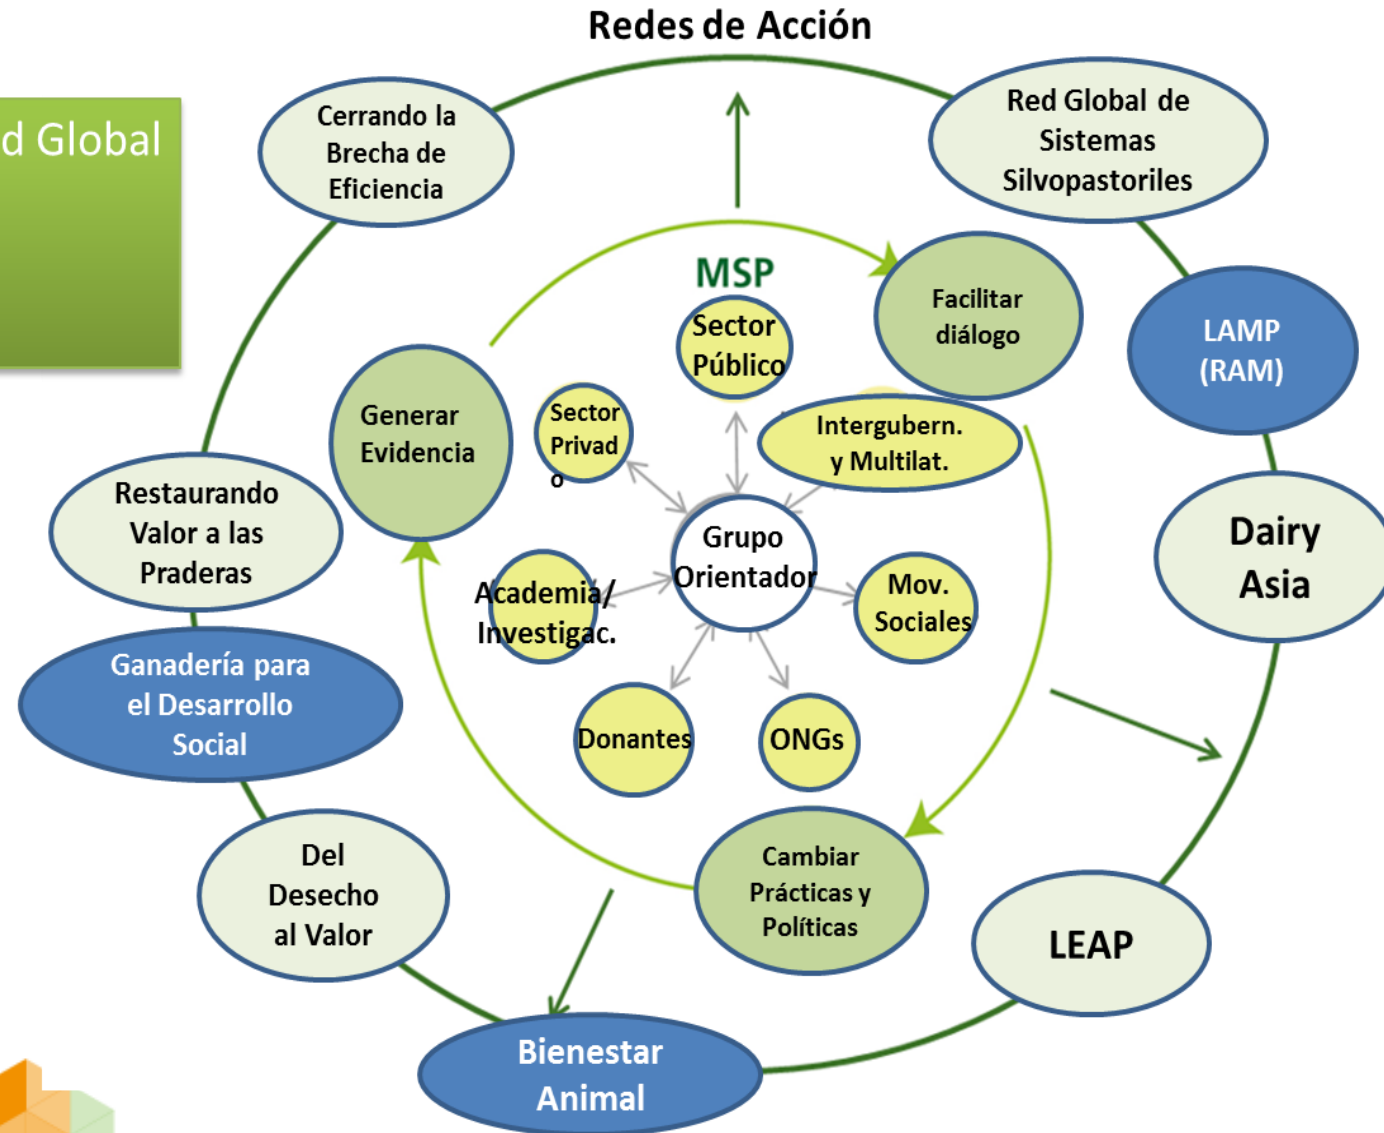 Redes de Acción
d Global
Cerrando la
Brecha de
Eficiencia
Red Global de
Sistemas
Silvopastoriles
MSP
Facilitar
diálogo
LAMP
(RAM)
Sector
Público
Generar
Evidencia
Sector
Privad
o
Intergubern.
y Multilat.
Restaurando
Valor a las
Praderas
Grupo
Orientador
Dairy
Asia
Academia/
Investigac.
Mov.
Sociales
Ganadería para
el Desarrollo
Social
Donantes
ONGs
Del
Desecho
al Valor
Cambiar
Prácticas y
Políticas
LEAP
Bienestar
Animal